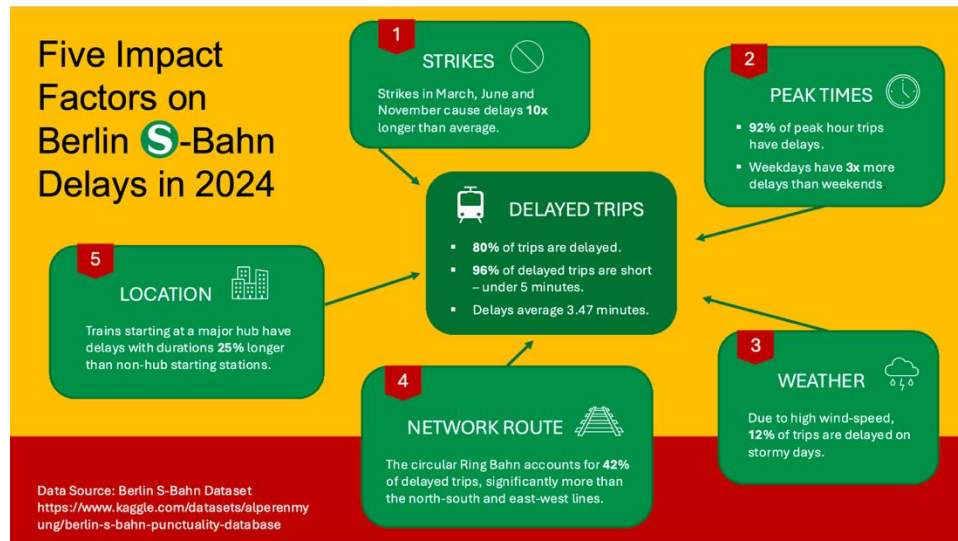 Five Impact
Factors on
Berlin S-Bahn
Delays in 2024
1
STRIKES
Strikes in March, June and
November cause delays 10x
longer than average.
2
PEAK TIMES
▪ 92% of peak hour trips
have delays.
▪ Weekdays have 3x more
delays than weekends.
DELAYED TRIPS
▪ 80% of trips are delayed.
▪ 96% of delayed trips are short
– under 5 minutes.
▪ Delays average 3.47 minutes.
5
LOCATION
Trains starting at a major hub have
delays with durations 25% longer
than non-hub starting stations.
3
WEATHER
Due to high wind-speed,
12% of trips are delayed on
stormy days.
4
NETWORK ROUTE
The circular Ring Bahn accounts for 42%
of delayed trips, significantly more than
the north-south and east-west lines.
Data Source: Berlin S-Bahn Dataset
https://www.kaggle.com/datasets/alperenmy
ung/berlin-s-bahn-punctuality-database